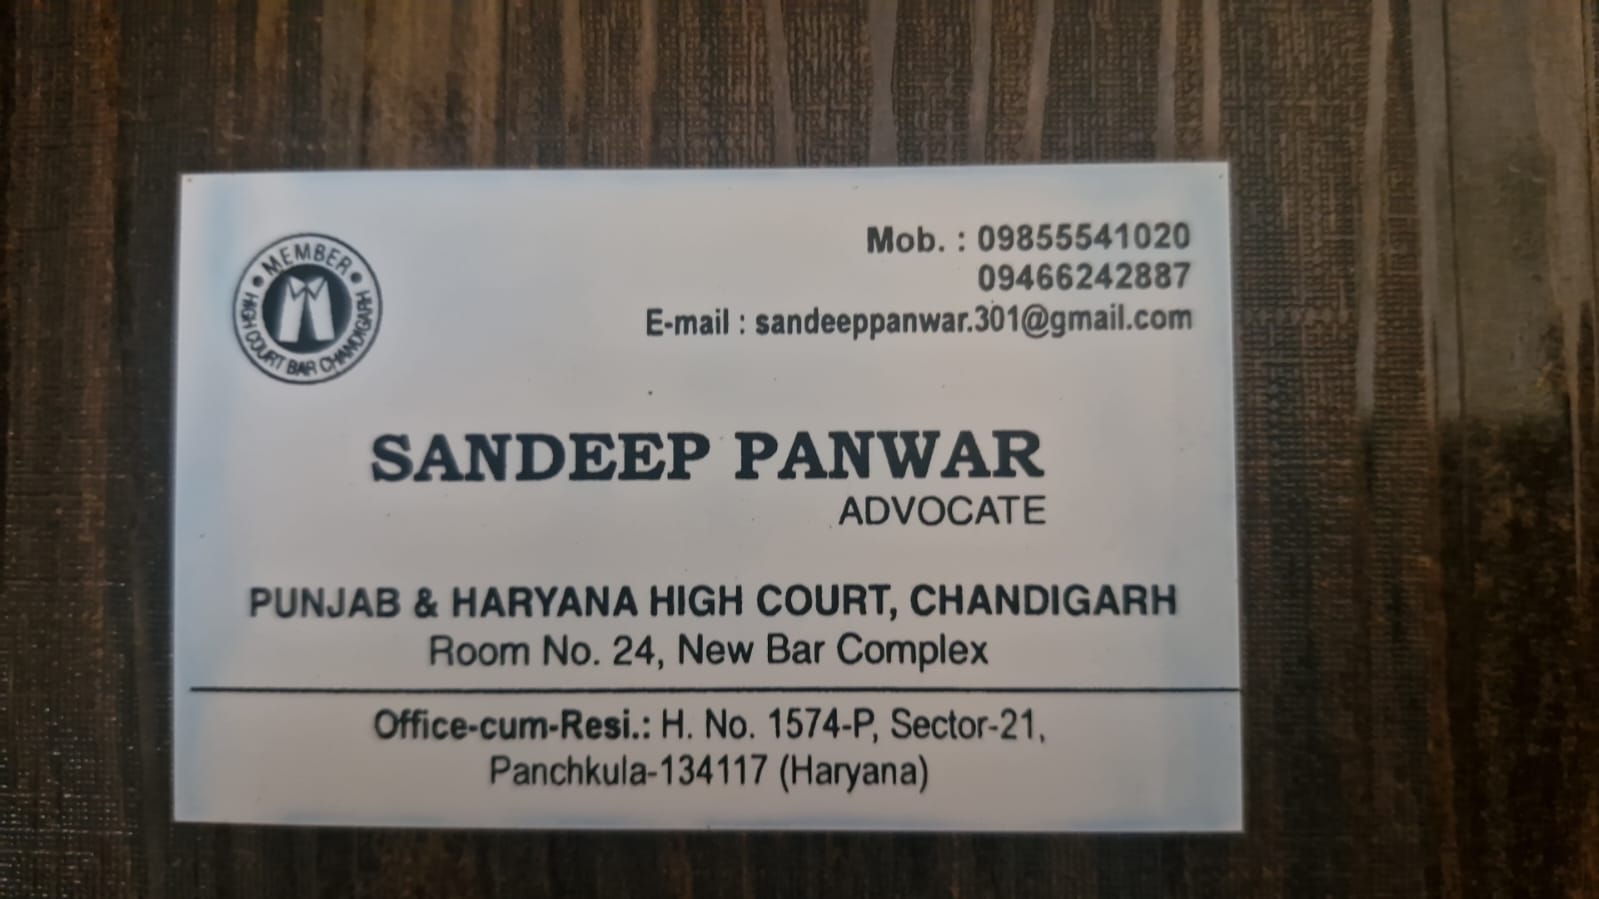 MEMBER
HIGH COURT BAR CHANDIGARH
Mob. : 09855541020
09466242887
E-mail : sandeeppanwar.301@gmail.com
SANDEEP PANWAR
ADVOCATE
PUNJAB & HARYANA HIGH COURT, CHANDIGARH
Room No. 24, New Bar Complex
Office-cum-Resi.: H. No. 1574-P, Sector-21,
Panchkula-134117 (Haryana)